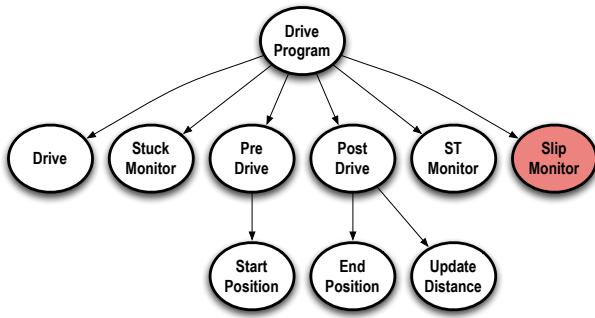 Drive
Program
Drive
Stuck
Monitor
Pre
Drive
Post
Drive
ST
Monitor
Slip
Monitor
Start
Position
End
Position
Update
Distance